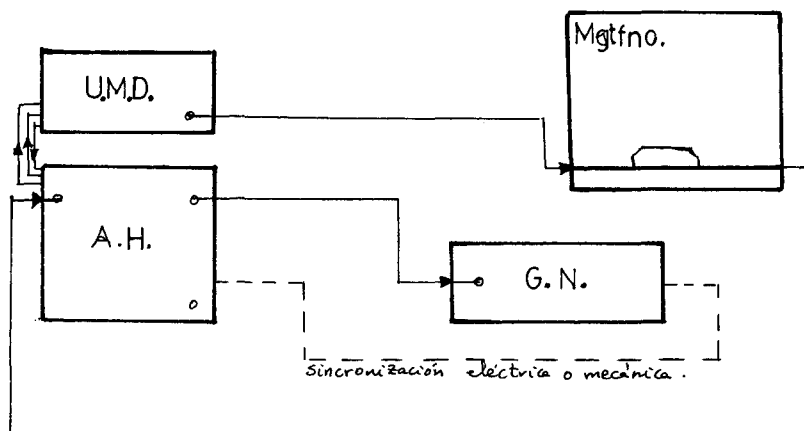 Mgtfno.
U.M.D.
A.H.
G.N.
sincronización eléctrica o mecánica.